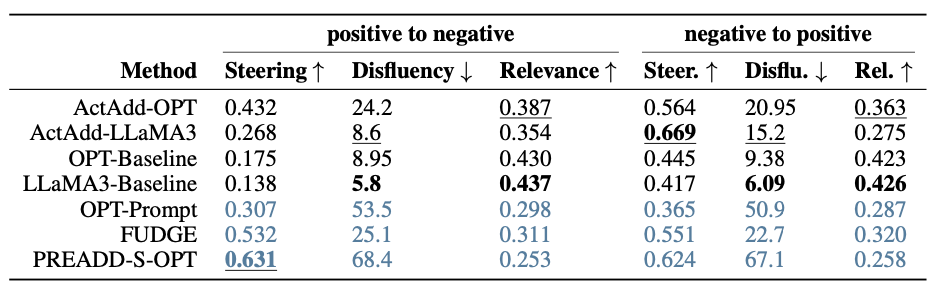 positive to negative negative to positive
Method Steering ↑ Disfluency ↓ Relevance ↑ Steer. ↑ Disflu. ↓ Rel. ↑
ActAdd-OPT 0.432 24.2 0.387 0.564 20.95 0.363
ActAdd-LLaMA3 0.268 8.6 0.354 0.669 15.2 0.275
OPT-Baseline 0.175 8.95 0.430 0.445 9.38 0.423
LLaMA3-Baseline 0.138 5.8 0.437 0.417 6.09 0.426
OPT-Prompt 0.307 53.5 0.298 0.365 50.9 0.287
FUDGE 0.532 25.1 0.311 0.551 22.7 0.320
PREADD-S-OPT 0.631 68.4 0.253 0.624 67.1 0.258